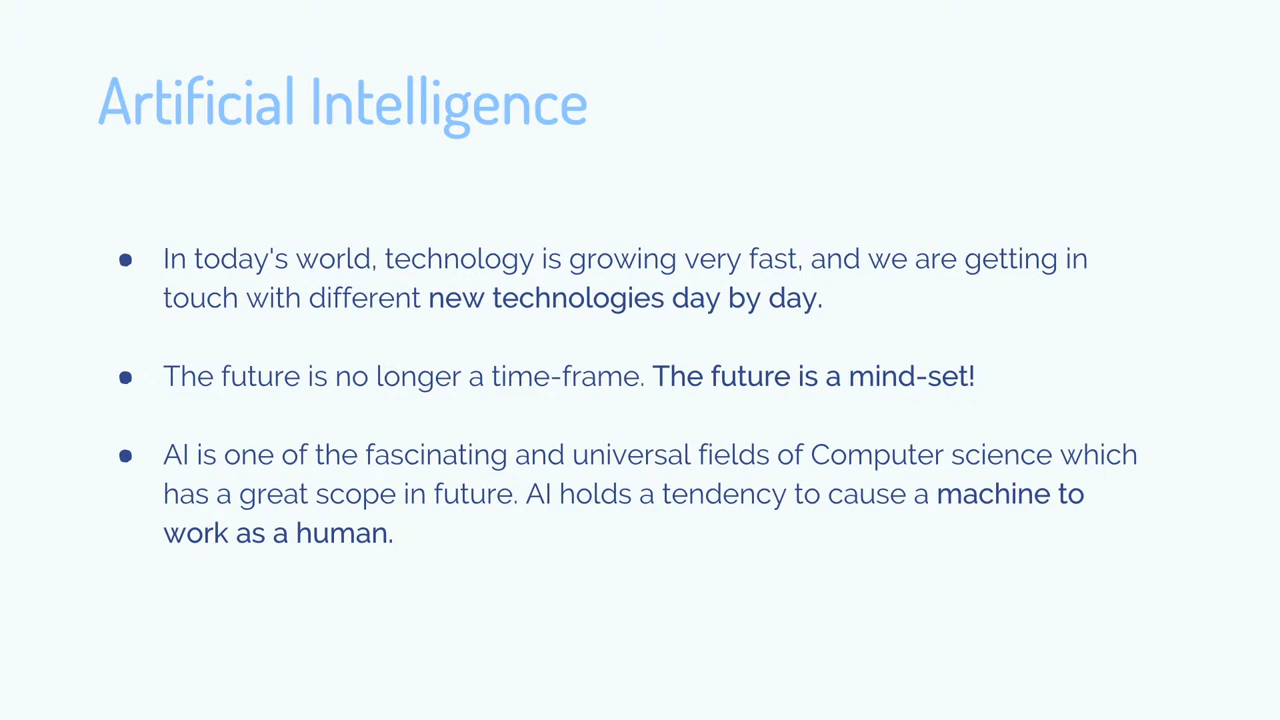 Artificial Intelligence
● In today's world, technology is growing very fast, and we are getting in
touch with different new technologies day by day.
● The future is no longer a time-frame. The future is a mind-set!
● AI is one of the fascinating and universal fields of Computer science which
has a great scope in future. AI holds a tendency to cause a machine to
work as a human.